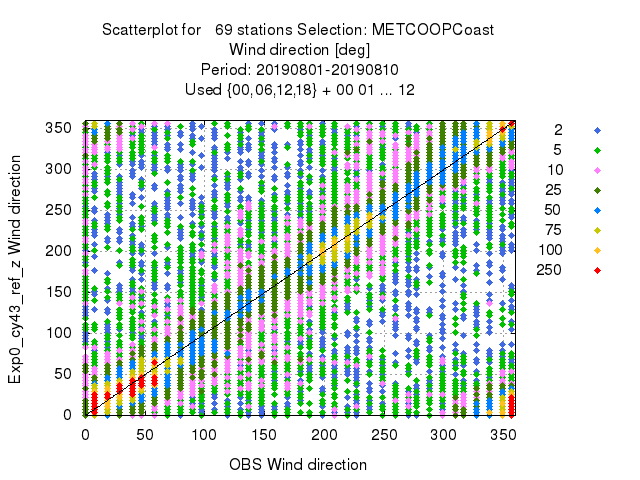 Scatterplot for 69 stations Selection: METCOOPCoast
Wind direction [deg]
Period: 20190801-20190810
Used {00,06,12,18} + 00 01 ... 12
Exp0_cy43_ref_z Wind direction
350
300
250
200
150
100
50
0
0 50 100 150 200 250 300 350
OBS Wind direction
2
5
10
25
50
75
100
250